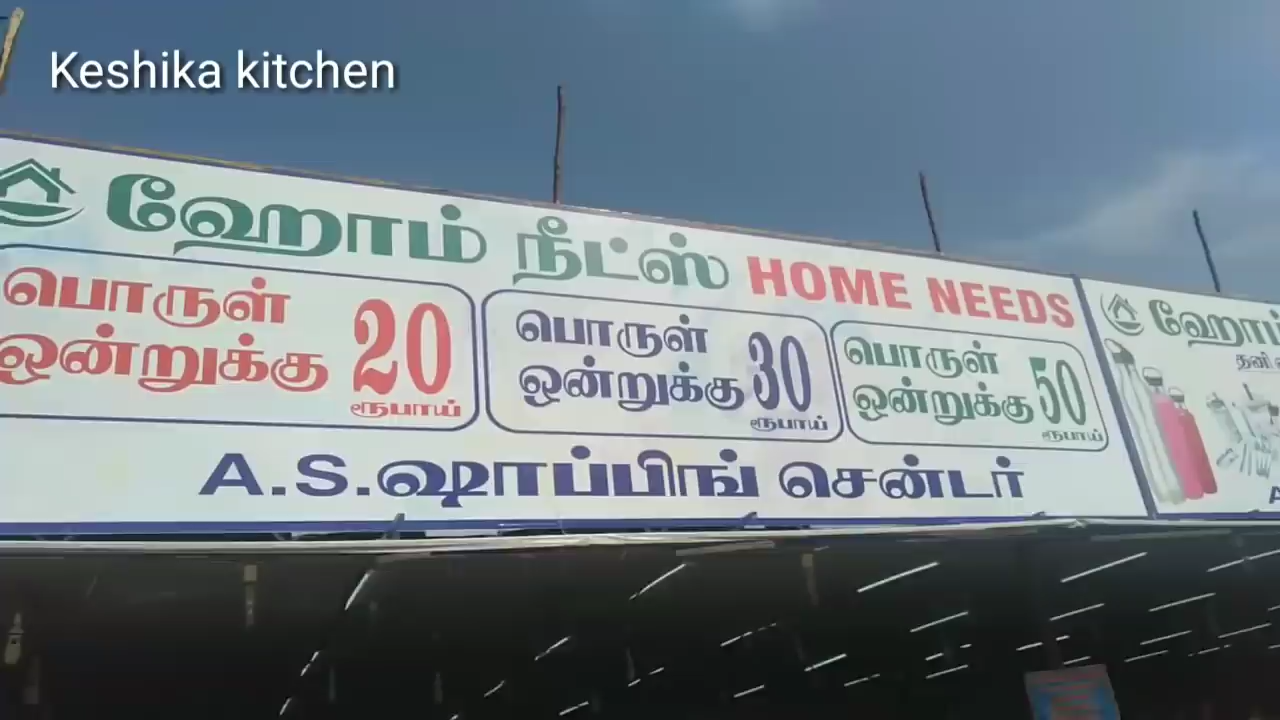 Keshika kitchen
ஹோம் நீட்ஸ் HOME NEEDS
பொருள்
ஒன்றுக்கு 20
ரூபாய்
பொருள்
ஒன்றுக்கு 30
ரூபாய்
பொருள்
ஒன்றுக்கு 50
ரூபாய்
A.S.ஷாப்பிங் சென்டர்